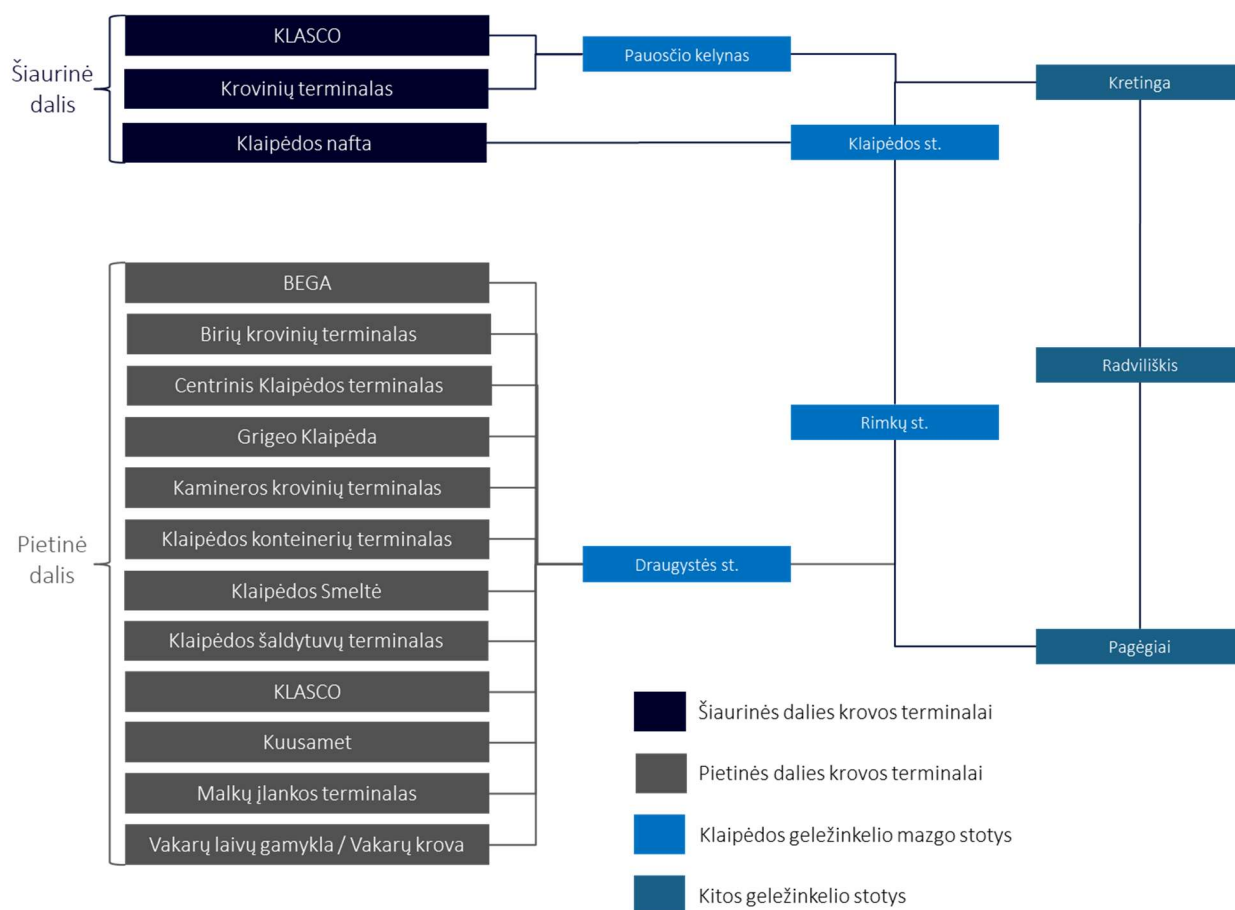 Šiaurinė
dalis
KLASCO
Krovinių terminalas
Klaipėdos nafta
Pauosčio kelynas
Klaipėdos st.
Kretinga
Radviliškis
Rimkų st.
Pietinė
dalis
BEGA
Birių krovinių terminalas
Centrinis Klaipėdos terminalas
Grigeo Klaipėda
Kamineros krovinių terminalas
Klaipėdos konteinerių terminalas
Klaipėdos Smeltė
Klaipėdos šaldytuvų terminalas
KLASCO
Kuusamet
Malkų įlankos terminalas
Vakarų laivų gamykla / Vakarų krova
Draugystės st.
Pagėgiai
Šiaurinės dalies krovos terminalai
Pietinės dalies krovos terminalai
Klaipėdos geležinkelio mazgo stotys
Kitos geležinkelio stotys